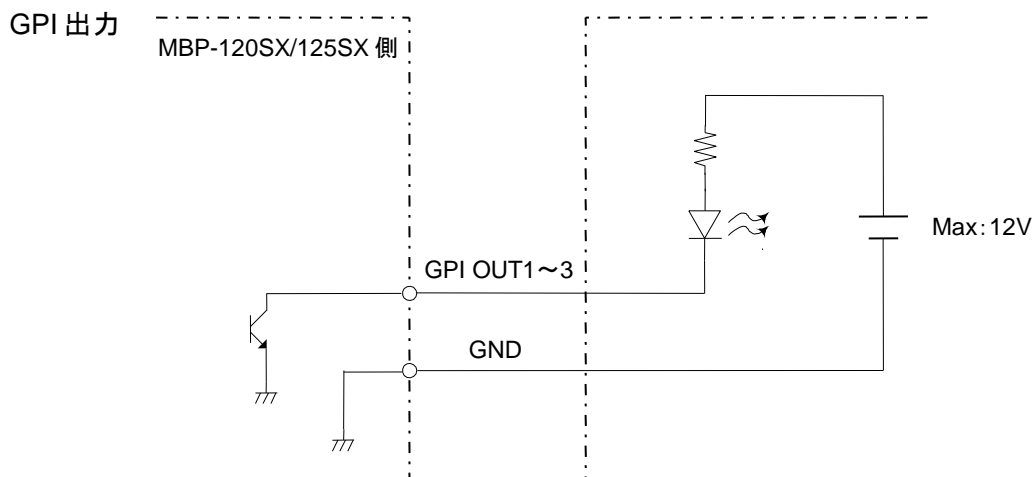 GPI 出力
MBP-120SX/125SX 側
Max：12V
GPI OUT1～3
GND